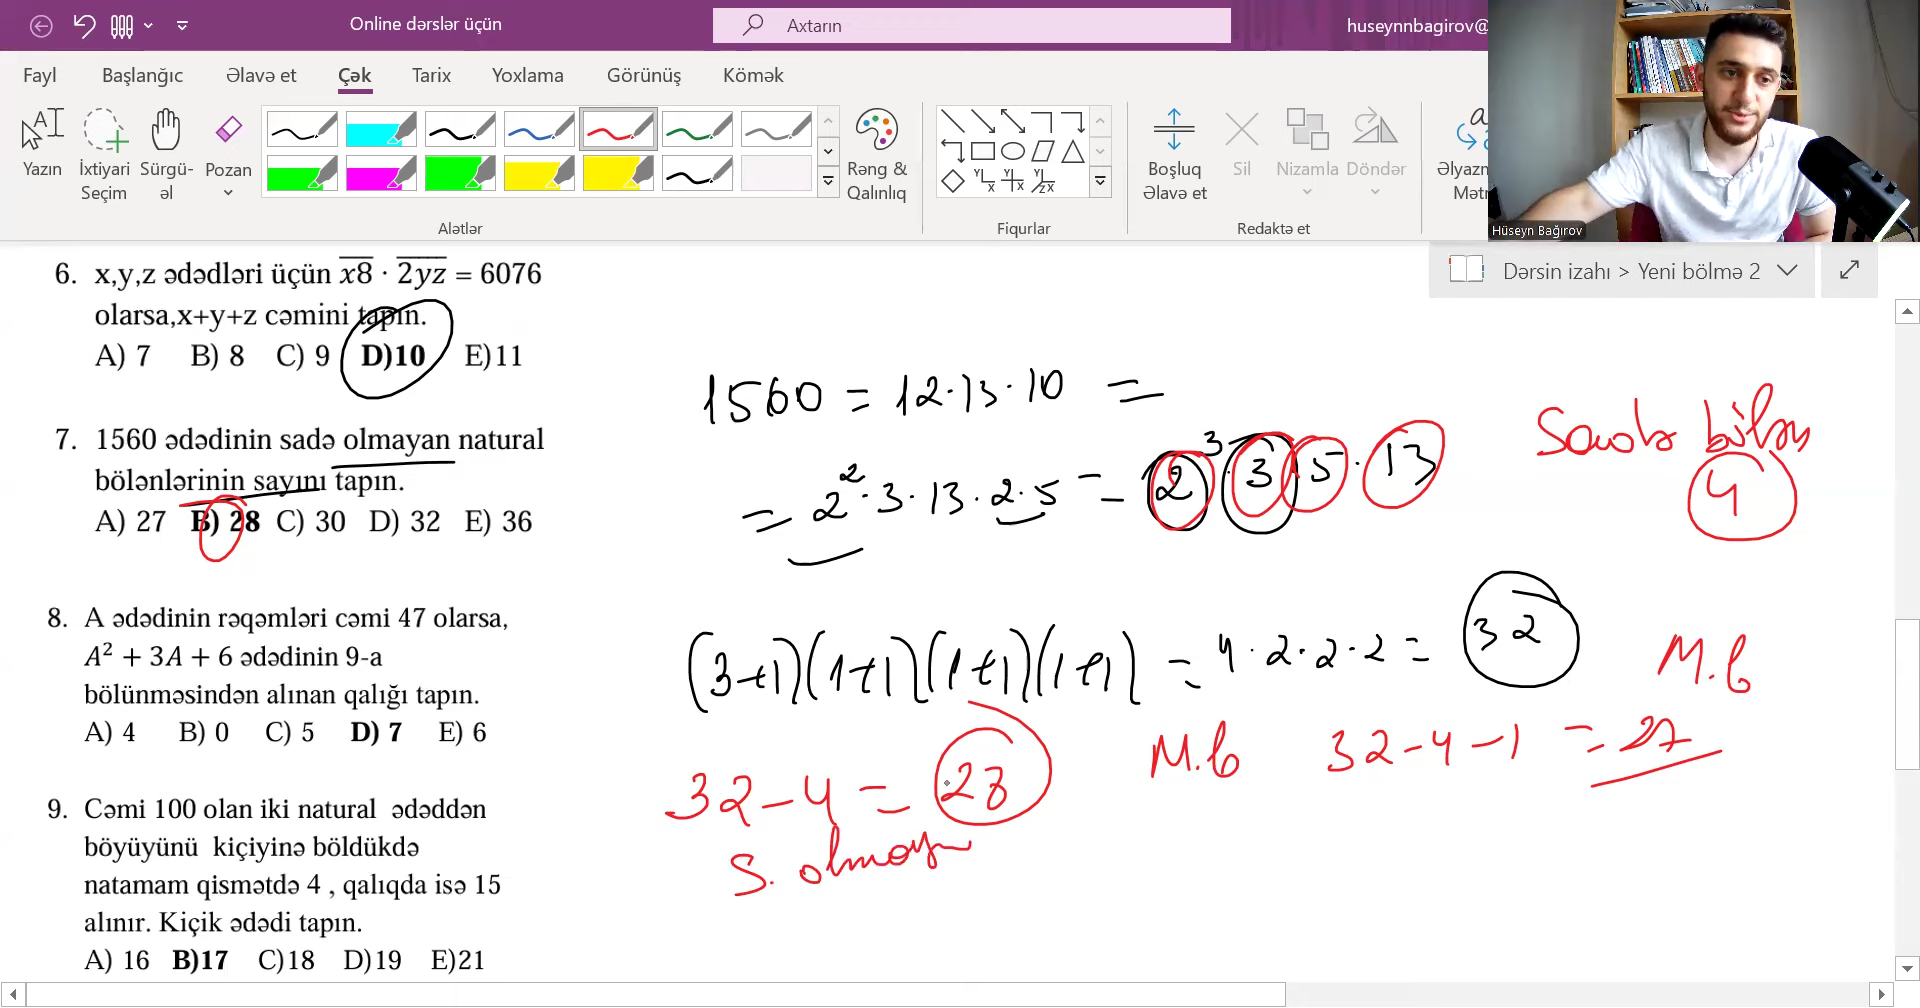 Online dərslər üçün
Axtarın
huseynnbagirov@
Fayl Başlanğıc Əlavə et Çək Tarix Yoxlama Görünüş Kömək
Yazın
İxtiyari Seçim
Sürgü-əl
Pozan
Rəng & Qalınlıq
Boşluq Əlavə et
Sil
Nizamla
Döndər
Əlyazm
Mətr
Alətlər
Fiqurlar
Redaktə et
Hüseyn Bağırov
Dərsin izahı > Yeni bölmə 2
6. x,y,z ədədləri üçün x8 · 2yz = 6076
olarsa,x+y+z cəmini tapın.
A) 7 B) 8 C) 9 D)10 E)11
7. 1560 ədədinin sadə olmayan natural
bölənlərinin sayını tapın.
A) 27 B) 28 C) 30 D) 32 E) 36
8. A ədədinin rəqəmləri cəmi 47 olarsa,
A² + 3A + 6 ədədinin 9-a
bölünməsindən alınan qalığı tapın.
A) 4 B) 0 C) 5 D) 7 E) 6
9. Cəmi 100 olan iki natural ədəddən
böyüyünü kiçiyinə böldükdə
natamam qismətdə 4 , qalıqda isə 15
alınır. Kiçik ədədi tapın.
A) 16 B)17 C)18 D)19 E)21
1560 = 12·13·10 =
= 2²·3·13·2·5 = 2³·3·5·13
Sadə bölən
4
(3+1)(1+1)(1+1)(1+1) = 4·2·2·2 = 32
M.b
32-4 = 28
S. olmayan
M.b 32-4-1 = 27